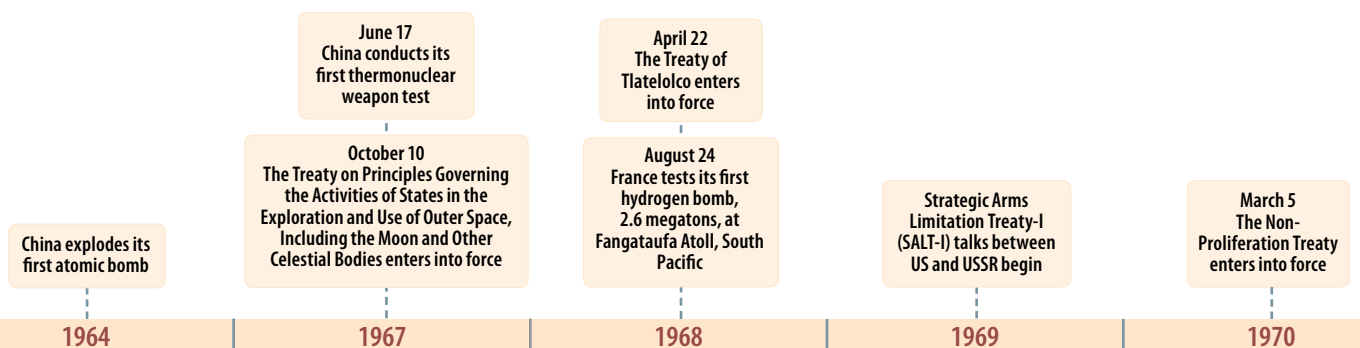 China explodes its
first atomic bomb
1964
June 17
China conducts its
first thermonuclear
weapon test
October 10
The Treaty on Principles Governing
the Activities of States in the
Exploration and Use of Outer Space,
Including the Moon and Other
Celestial Bodies enters into force
1967
April 22
The Treaty of
Tlatelolco enters
into force
August 24
France tests its first
hydrogen bomb,
2.6 megatons, at
Fangataufa Atoll, South
Pacific
1968
Strategic Arms
Limitation Treaty-I
(SALT-I) talks between
US and USSR begin
1969
March 5
The Non-
Proliferation Treaty
enters into force
1970